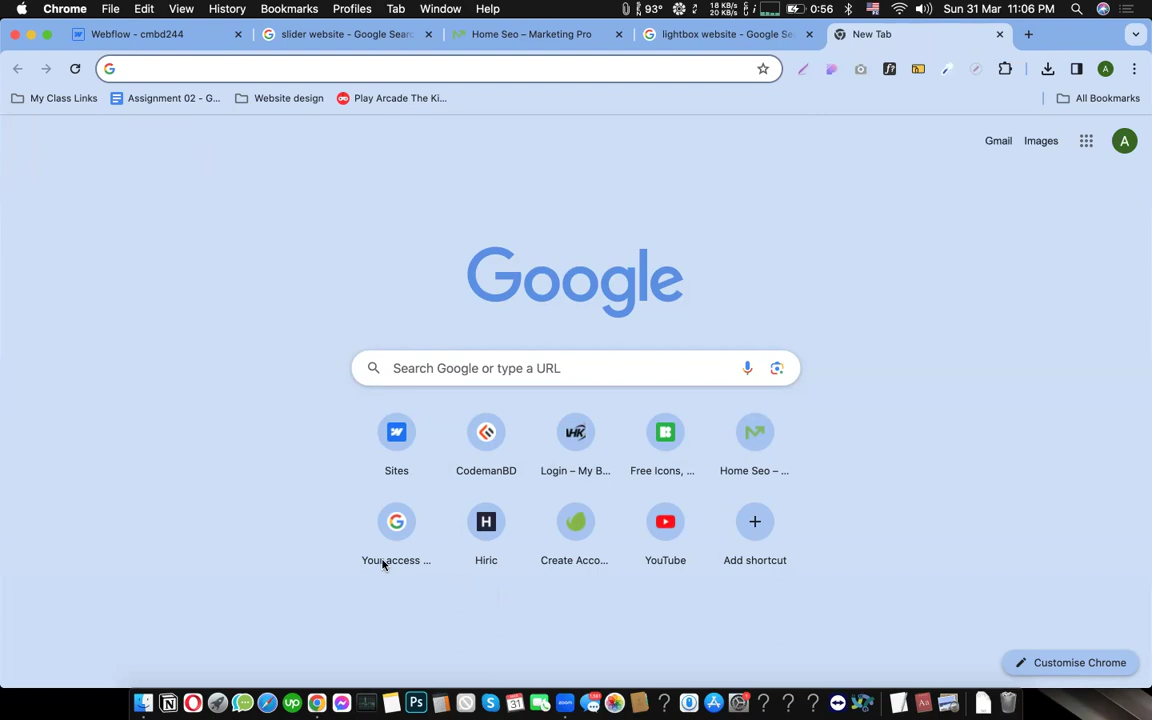 Chrome File Edit View History Bookmarks Profiles Tab Window Help 93° 0:56 Sun 31 Mar 11:06 PM
Webflow - cmbd244 slider website - Google Searc Home Seo – Marketing Pro lightbox website - Google Se New Tab
My Class Links Assignment 02 - G... Website design Play Arcade The Ki... All Bookmarks
Gmail Images A
Google
Search Google or type a URL
Sites CodemanBD Login – My B... Free Icons, ... Home Seo – ...
Your access ... Hiric Create Acco... YouTube Add shortcut
Customise Chrome